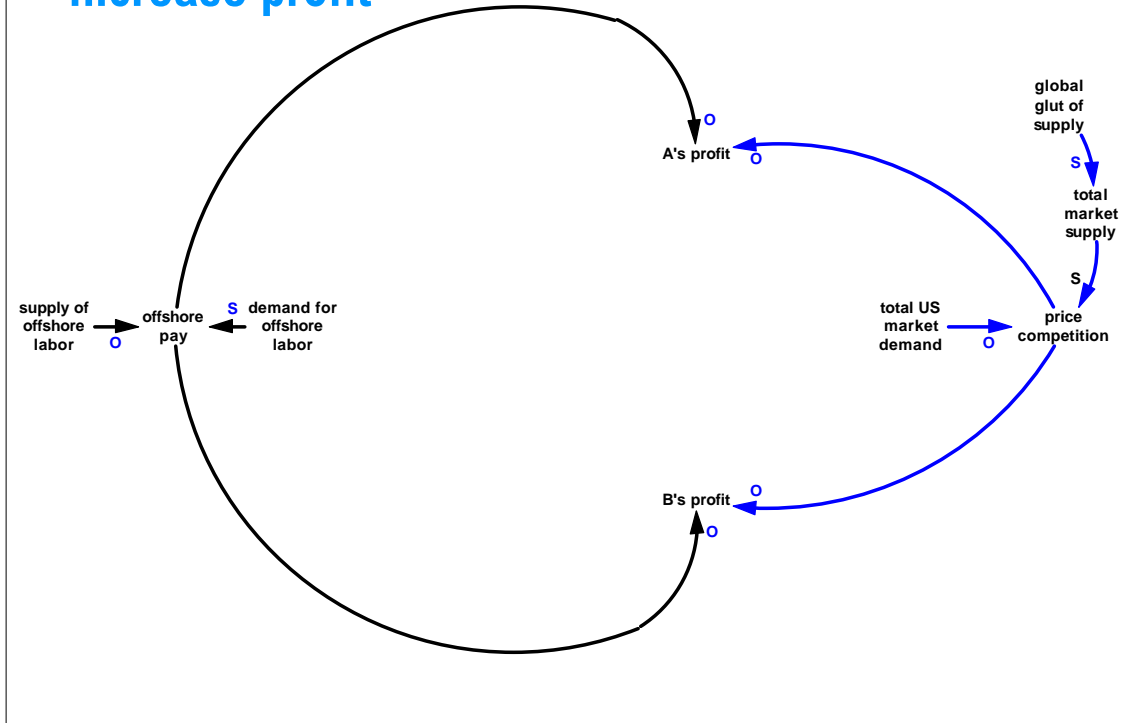 increase profit
O
A's profit
O
global
glut of
supply
S
total
market
supply
S
supply of
offshore
labor
O
offshore
pay
S
demand for
offshore
labor
total US
market
demand
O
price
competition
B's profit
O
O